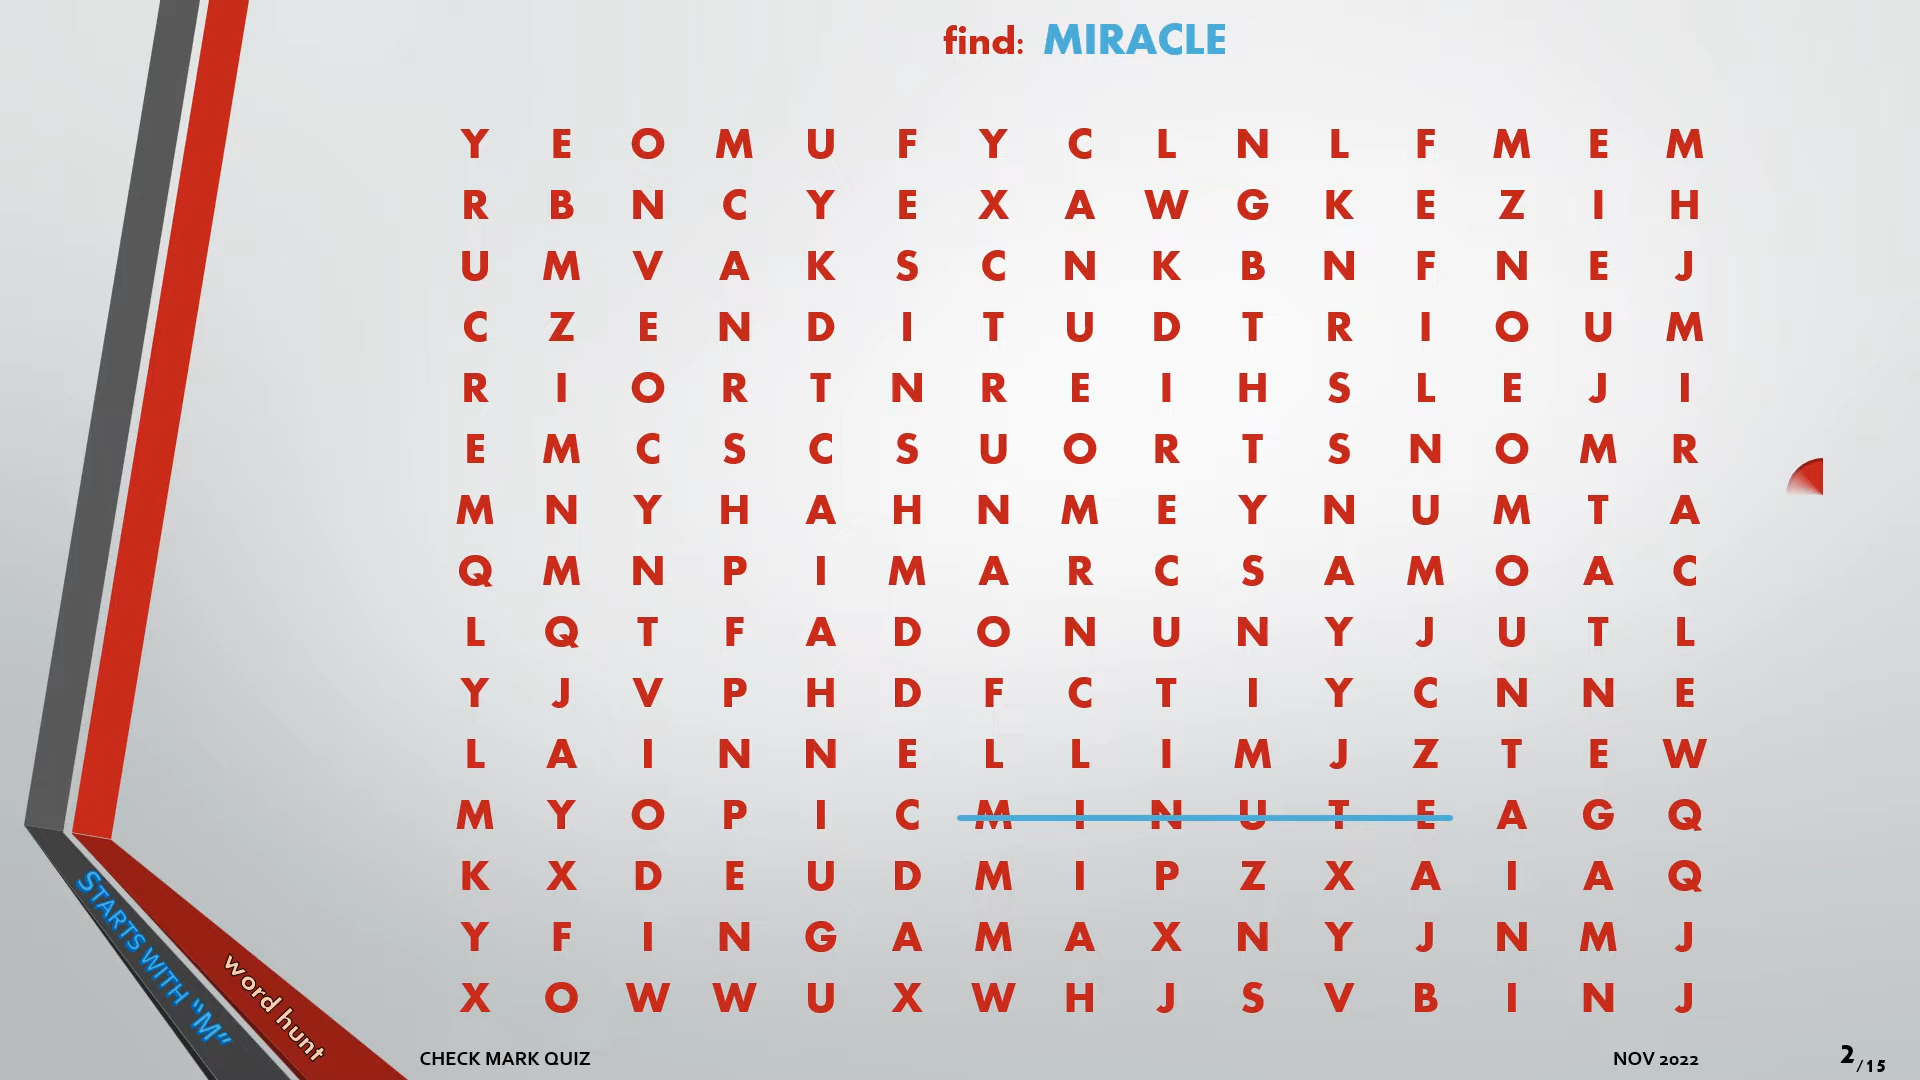 find: MIRACLE
Y E O M U F Y C L N L F M E M
R B N C Y E X A W G K E Z I H
U M V A K S C N K B N F N E J
C Z E N D I T U D T R I O U M
R I O R T N R E I H S L E J I
E M C S C S U O R T S N O M R
M N Y H A H N M E Y N U M T A
Q M N P I M A R C S A M O A C
L Q T F A D O N U N Y J U T L
Y J V P H D F C T I Y C N N E
L A I N N E L L I M J Z T E W
M Y O P I C M I N U T E A G Q
K X D E U D M I P Z X A I A Q
Y F I N G A M A X N Y J N M J
X O W W U X W H J S V B I N J
STARTS WITH “M”
word hunt
CHECK MARK QUIZ
NOV 2022
2/15